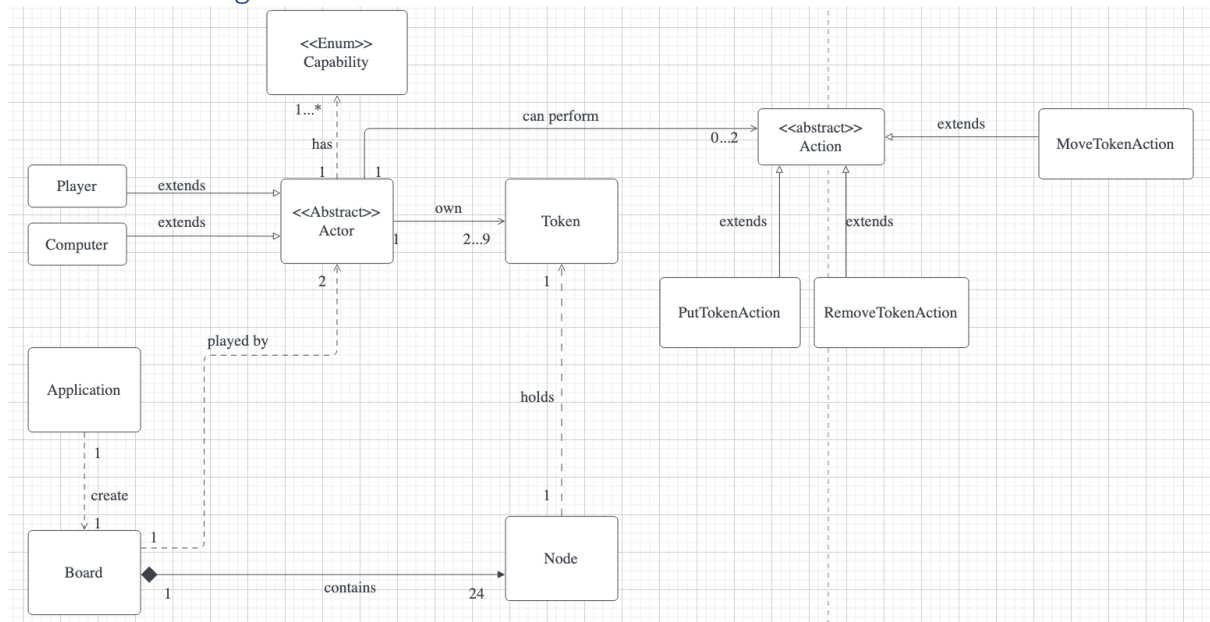 <<Enum>>
Capability
1...*
has
1
1
can perform
0...2
<<abstract>>
Action
extends
MoveTokenAction
Player
extends
Computer
extends
<<Abstract>>
Actor
own
1
2...9
Token
extends
extends
2
1
PutTokenAction
RemoveTokenAction
played by
Application
holds
1
create
1
1
1
Board
Node
contains
1
24